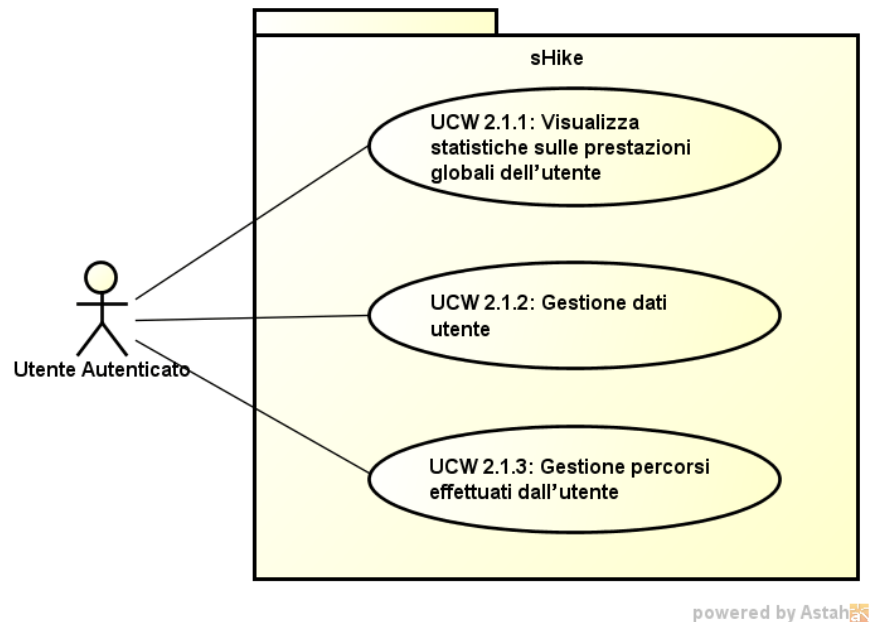 sHike
UCW 2.1.1: Visualizza
statistiche sulle prestazioni
globali dell'utente
UCW 2.1.2: Gestione dati
utente
Utente Autenticato
UCW 2.1.3: Gestione percorsi
effettuati dall'utente
powered by Astah